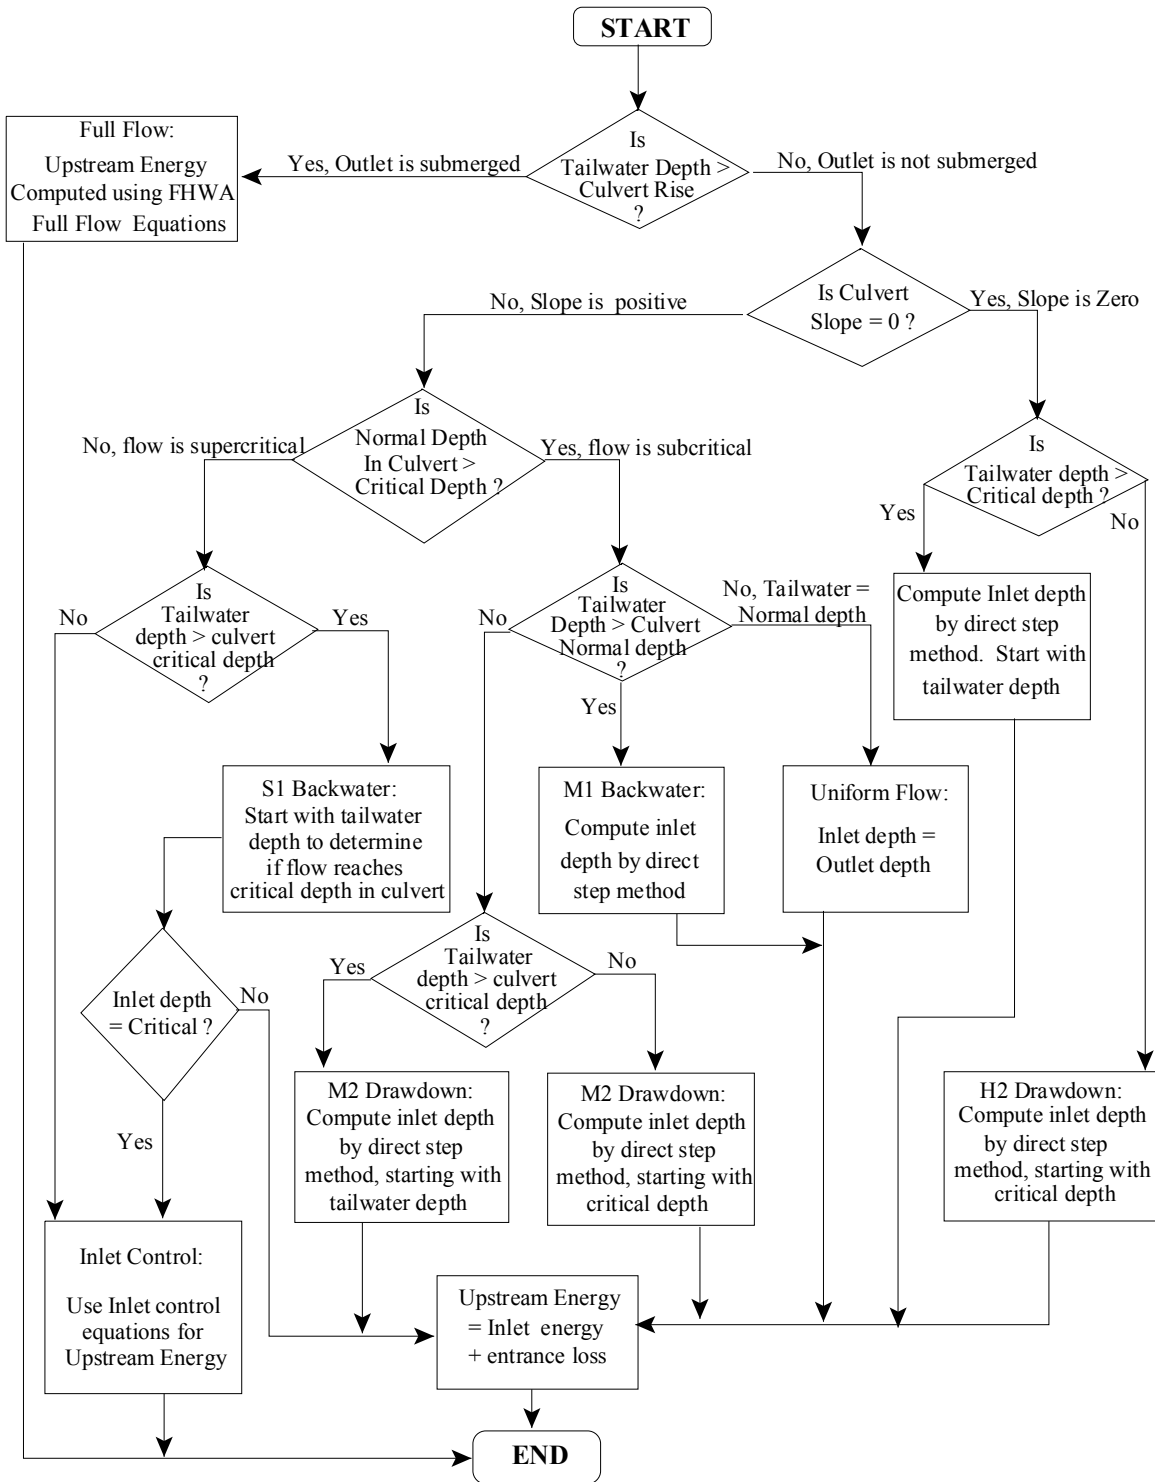 START
Full Flow:
Upstream Energy
Computed using FHWA
Full Flow Equations
Yes, Outlet is submerged
Is
Tailwater Depth >
Culvert Rise
?
No, Outlet is not submerged
No, Slope is positive
Is Culvert
Slope = 0 ?
Yes, Slope is Zero
No, flow is supercritical
Is
Normal Depth
In Culvert >
Critical Depth ?
Yes, flow is subcritical
Is
Tailwater depth >
Critical depth ?
Yes
No
No
Is
Tailwater
depth > culvert
critical depth
?
Yes
No
Is
Tailwater
Depth > Culvert
Normal depth
?
No, Tailwater =
Normal depth
Yes
Compute Inlet depth
by direct step
method. Start with
tailwater depth
S1 Backwater:
Start with tailwater
depth to determine
if flow reaches
critical depth in culvert
M1 Backwater:
Compute inlet
depth by direct
step method
Uniform Flow:
Inlet depth =
Outlet depth
Inlet depth
= Critical ?
No
Yes
Yes
Is
Tailwater
depth > culvert
critical depth
?
No
M2 Drawdown:
Compute inlet depth
by direct step
method, starting with
tailwater depth
M2 Drawdown:
Compute inlet depth
by direct step
method, starting with
critical depth
H2 Drawdown:
Compute inlet depth
by direct step
method, starting with
critical depth
Inlet Control:
Use Inlet control
equations for
Upstream Energy
Upstream Energy
= Inlet energy
+ entrance loss
END